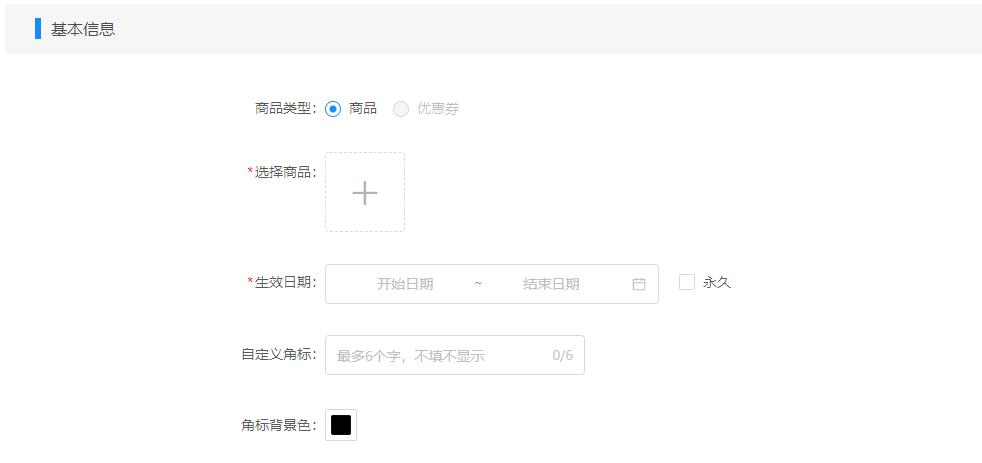 基本信息
商品类型： 商品 优惠券
*选择商品：
*生效日期： 开始日期 ~ 结束日期 永久
自定义角标： 最多6个字，不填不显示 0/6
角标背景色：